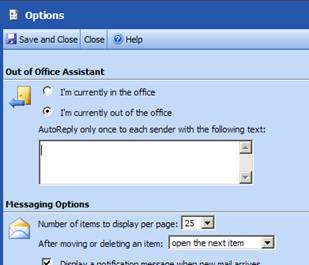 Options
Save and Close Close Help
Out of Office Assistant
I'm currently in the office
I'm currently out of the office
AutoReply only once to each sender with the following text:
Messaging Options
Number of items to display per page: 25
After moving or deleting an item: open the next item
Display a notification message when new mail arrives